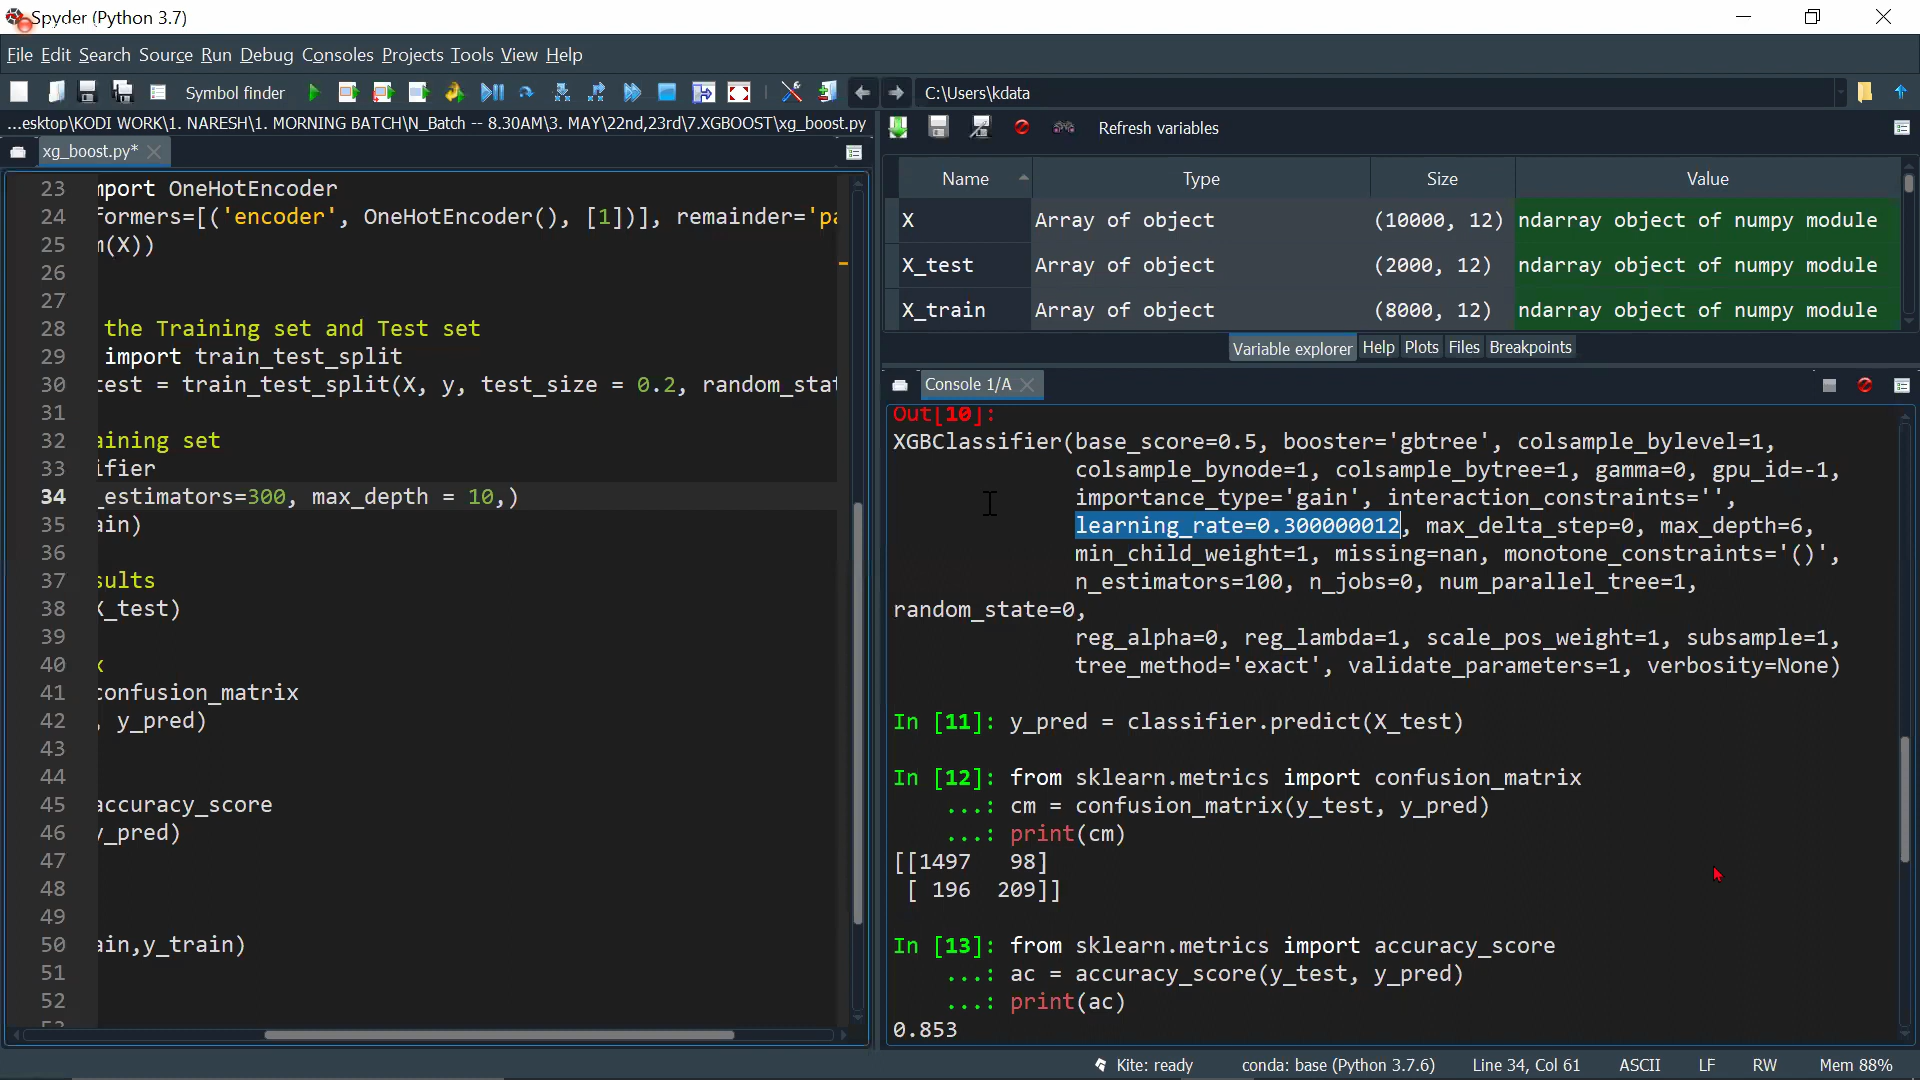 Spyder (Python 3.7)
File Edit Search Source Run Debug Consoles Projects Tools View Help
Symbol finder
C:\Users\kdata
...esktop\KODI WORK\1. NARESH\1. MORNING BATCH\N_Batch -- 8.30AM\3. MAY\22nd,23rd\7.XGBOOST\xg_boost.py
xg_boost.py*
23 mport OneHotEncoder
24 formers=[('encoder', OneHotEncoder(), [1])], remainder='pa
25 m(X))
26
27
28 the Training set and Test set
29 import train_test_split
30 test = train_test_split(X, y, test_size = 0.2, random_stat
31
32 aining set
33 ifier
34 _estimators=300, max_depth = 10,)
35 ain)
36
37 sults
38 X_test)
39
40 x
41 confusion_matrix
42 , y_pred)
43
44
45 accuracy_score
46 y_pred)
47
48
49
50 ain,y_train)
51
52
53
Refresh variables
Name Type Size Value
X Array of object (10000, 12) ndarray object of numpy module
X_test Array of object (2000, 12) ndarray object of numpy module
X_train Array of object (8000, 12) ndarray object of numpy module
Variable explorer Help Plots Files Breakpoints
Console 1/A
Out[10]:
XGBClassifier(base_score=0.5, booster='gbtree', colsample_bylevel=1,
colsample_bynode=1, colsample_bytree=1, gamma=0, gpu_id=-1,
importance_type='gain', interaction_constraints='',
learning_rate=0.300000012, max_delta_step=0, max_depth=6,
min_child_weight=1, missing=nan, monotone_constraints='()',
n_estimators=100, n_jobs=0, num_parallel_tree=1,
random_state=0,
reg_alpha=0, reg_lambda=1, scale_pos_weight=1, subsample=1,
tree_method='exact', validate_parameters=1, verbosity=None)
In [11]: y_pred = classifier.predict(X_test)
In [12]: from sklearn.metrics import confusion_matrix
...: cm = confusion_matrix(y_test, y_pred)
...: print(cm)
[[1497 98]
[ 196 209]]
In [13]: from sklearn.metrics import accuracy_score
...: ac = accuracy_score(y_test, y_pred)
...: print(ac)
0.853
Kite: ready conda: base (Python 3.7.6) Line 34, Col 61 ASCII LF RW Mem 88%